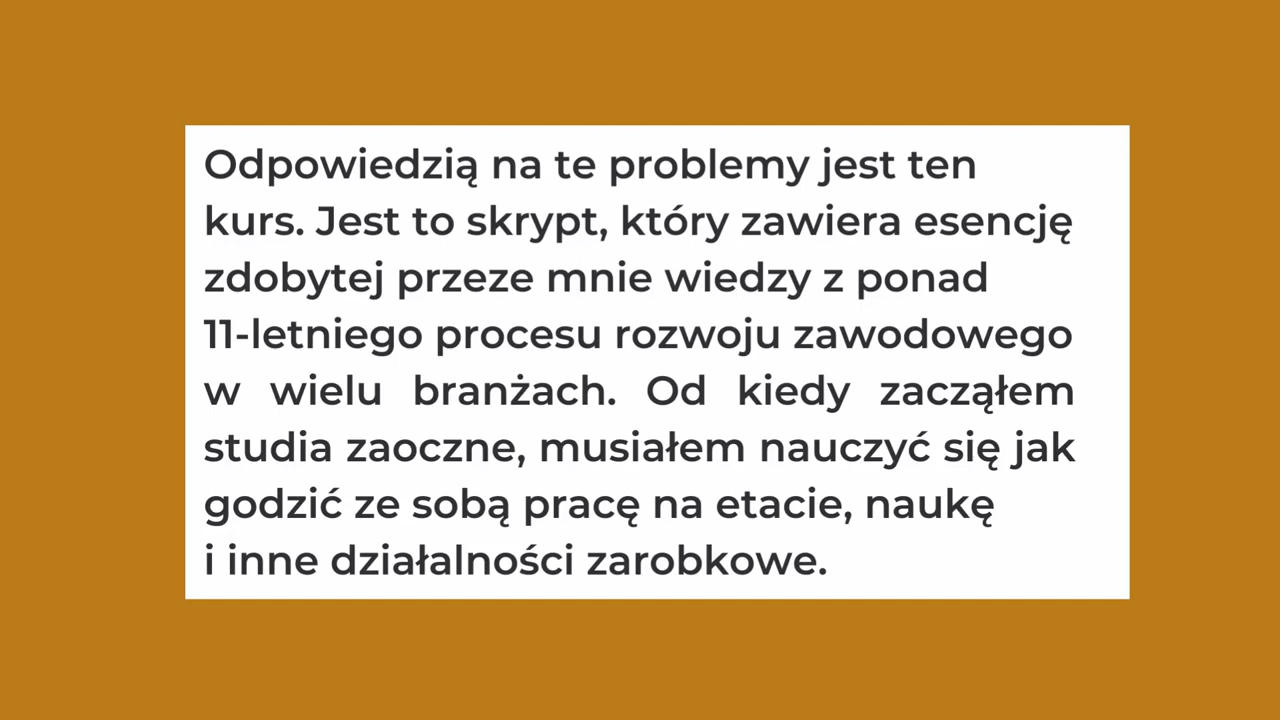 Odpowiedzią na te problemy jest ten
kurs. Jest to skrypt, który zawiera esencję
zdobytej przeze mnie wiedzy z ponad
11-letniego procesu rozwoju zawodowego
w wielu branżach. Od kiedy zacząłem
studia zaoczne, musiałem nauczyć się jak
godzić ze sobą pracę na etacie, naukę
i inne działalności zarobkowe.